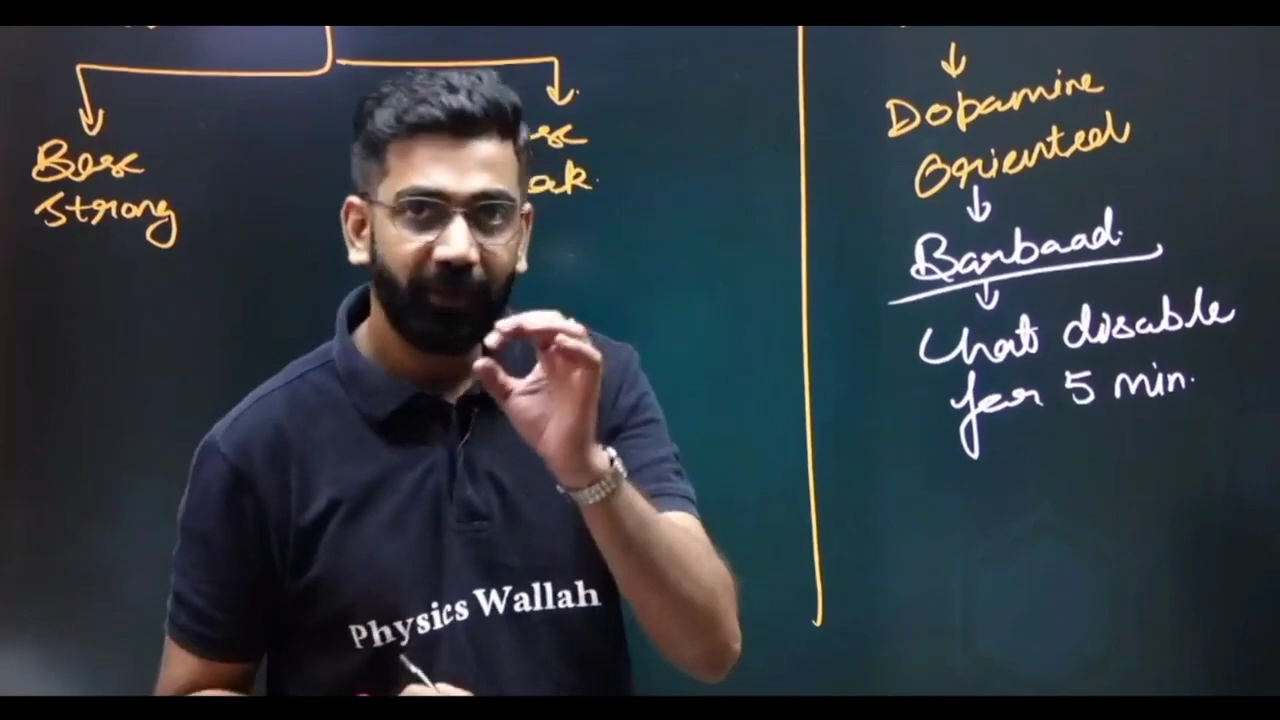 Base
strong
ak.
Dopamine
Oriented
Barbaad.
Chat disable
for 5 min.
Physics Wallah